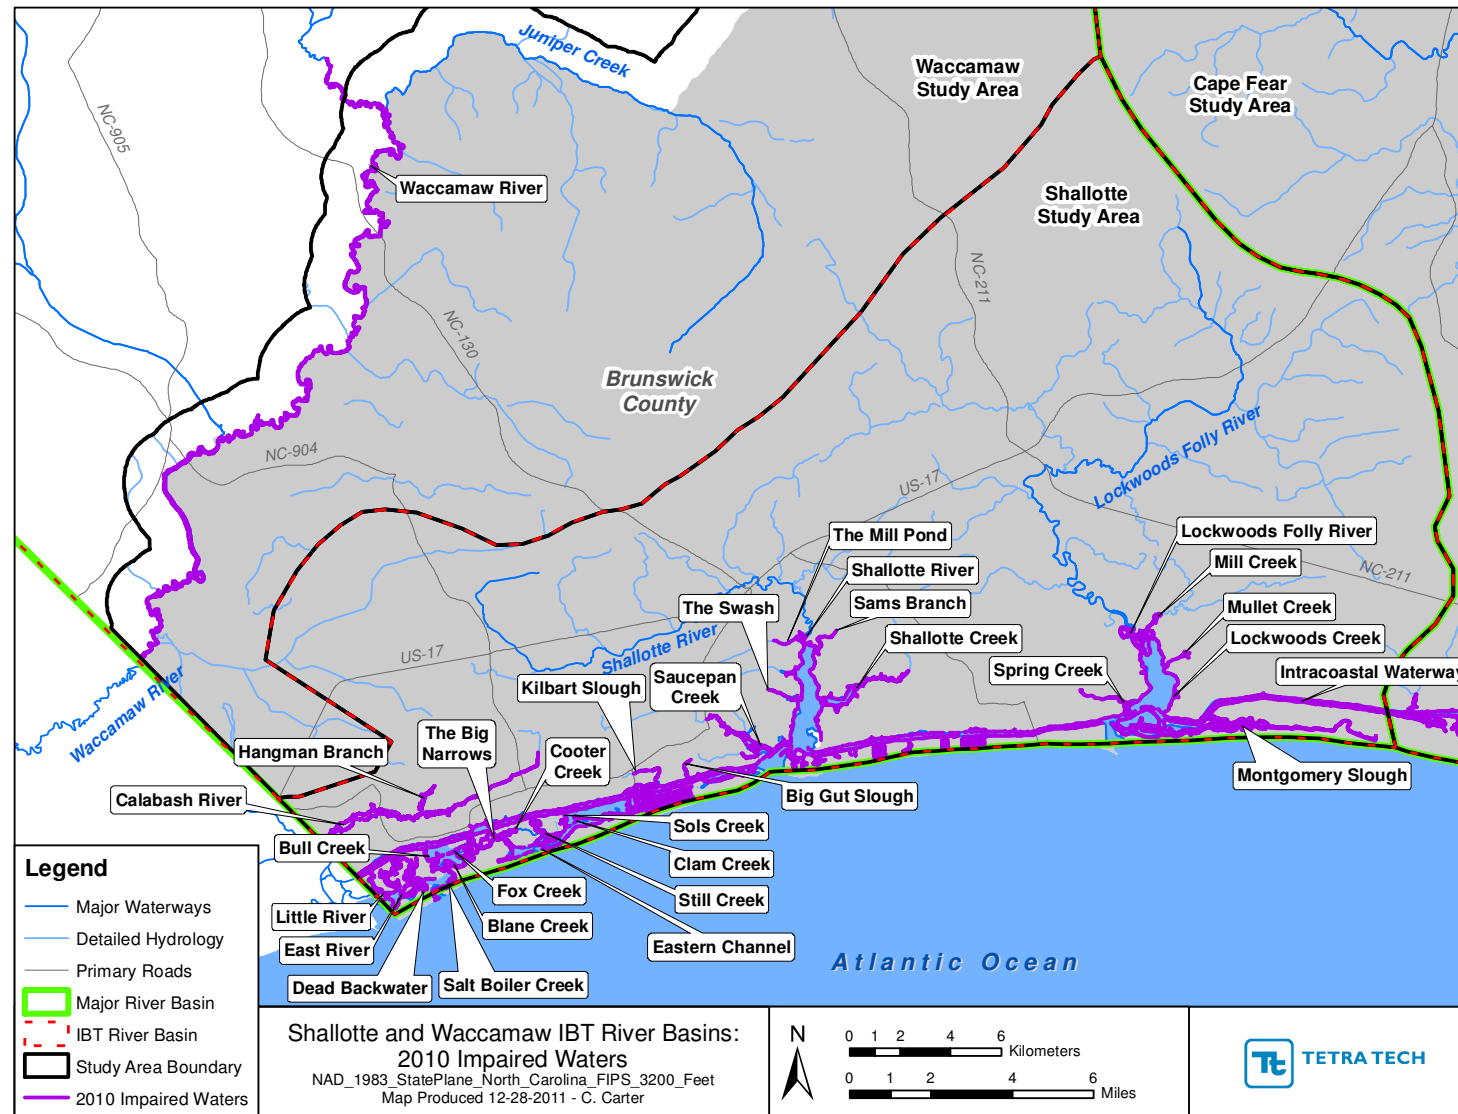 Juniper Creek
Waccamaw
Study Area
Cape Fear
Study Area
NC-905
Waccamaw River
Shallotte
Study Area
NC-211
NC-130
Brunswick
County
NC-904
Lockwoods Folly River
US-17
The Mill Pond
Lockwoods Folly River
Shallotte River
Mill Creek
NC-211
The Swash
Sams Branch
Mullet Creek
Shallotte Creek
Lockwoods Creek
US-17
Shallotte River
Saucepan
Creek
Spring Creek
Intracoastal Waterway
Kilbart Slough
Waccamaw River
Hangman Branch
The Big
Narrows
Cooter
Creek
Montgomery Slough
Calabash River
Big Gut Slough
Sols Creek
Bull Creek
Clam Creek
Fox Creek
Still Creek
Little River
Blane Creek
East River
Eastern Channel
Dead Backwater
Salt Boiler Creek
Atlantic Ocean
Legend
Major Waterways
Detailed Hydrology
Primary Roads
Major River Basin
IBT River Basin
Study Area Boundary
2010 Impaired Waters
Shallotte and Waccamaw IBT River Basins:
2010 Impaired Waters
NAD_1983_StatePlane_North_Carolina_FIPS_3200_Feet
Map Produced 12-28-2011 - C. Carter
N
0 1 2 4 6
Kilometers
0 1 2 4 6
Miles
Tt TETRA TECH